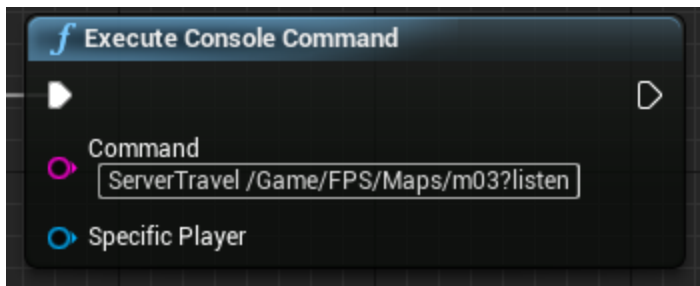 f Execute Console Command
Command
ServerTravel /Game/FPS/Maps/m03?listen
Specific Player